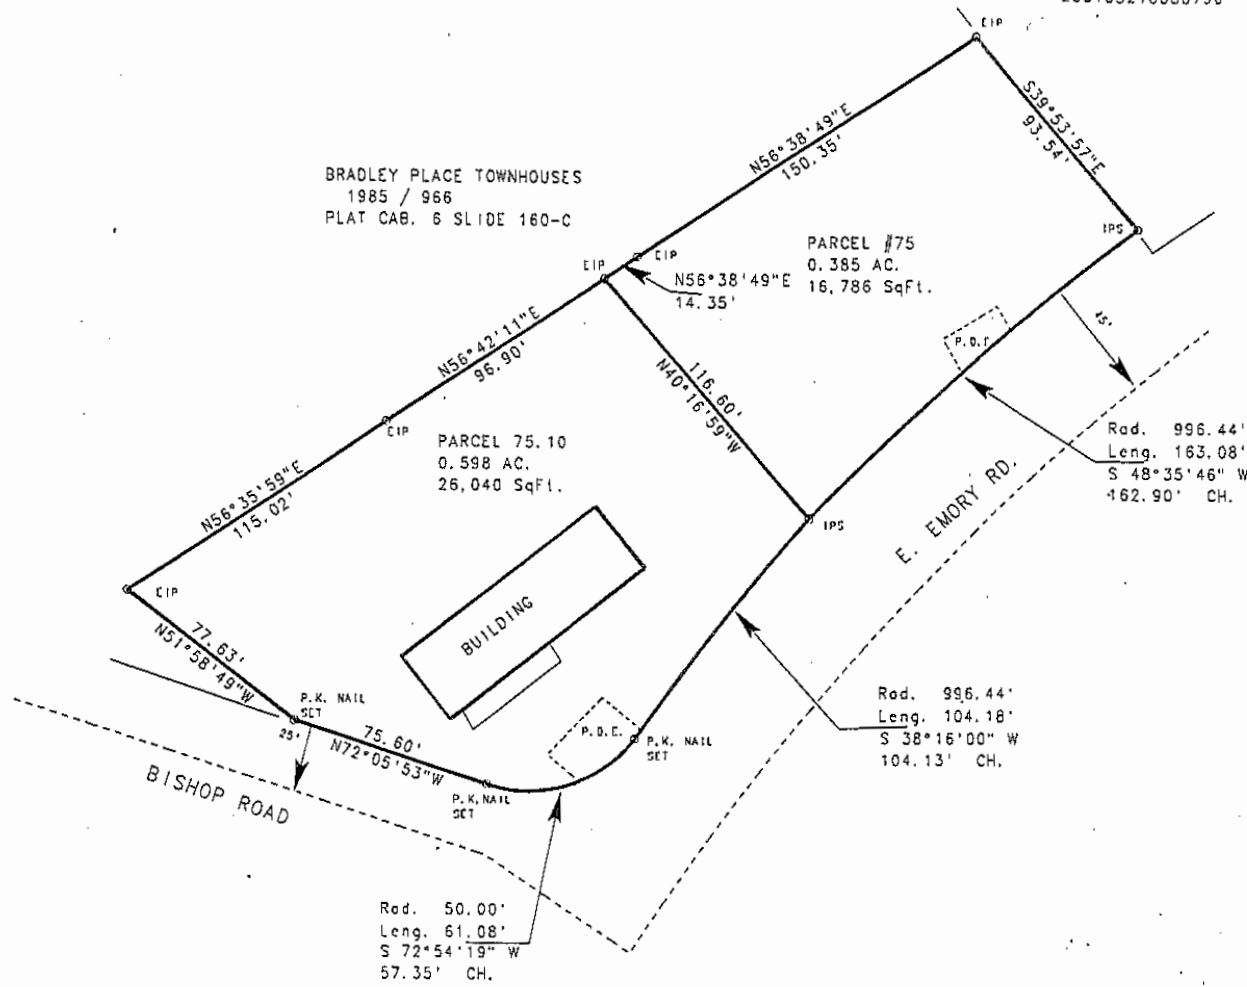 EIP
S39°53'57"E
93.54'
N56°38'49"E
150.35'
BRADLEY PLACE TOWNHOUSES
1985 / 966
PLAT CAB. 6 SLIDE 160-C
IPS
PARCEL #75
0.385 AC.
16,786 SqFt.
EIP
EIP
N56°38'49"E
14.35'
45'
P.D.E.
N56°42'11"E
96.90'
116.60'
N40°16'59"W
Rad. 996.44'
Leng. 163.08'
S 48°35'46" W
162.90' CH.
EIP
PARCEL 75.10
0.598 AC.
26,040 SqFt.
N56°35'59"E
115.02'
IPS
E. EMORY RD.
EIP
BUILDING
77.63'
N51°58'49"W
P.K. NAIL
SET
25'
75.60'
N72°05'53"W
P.D.E.
P.K. NAIL
SET
Rad. 996.44'
Leng. 104.18'
S 38°16'00" W
104.13' CH.
BISHOP ROAD
P.K. NAIL
SET
Rad. 50.00'
Leng. 61.08'
S 72°54'19" W
57.35' CH.